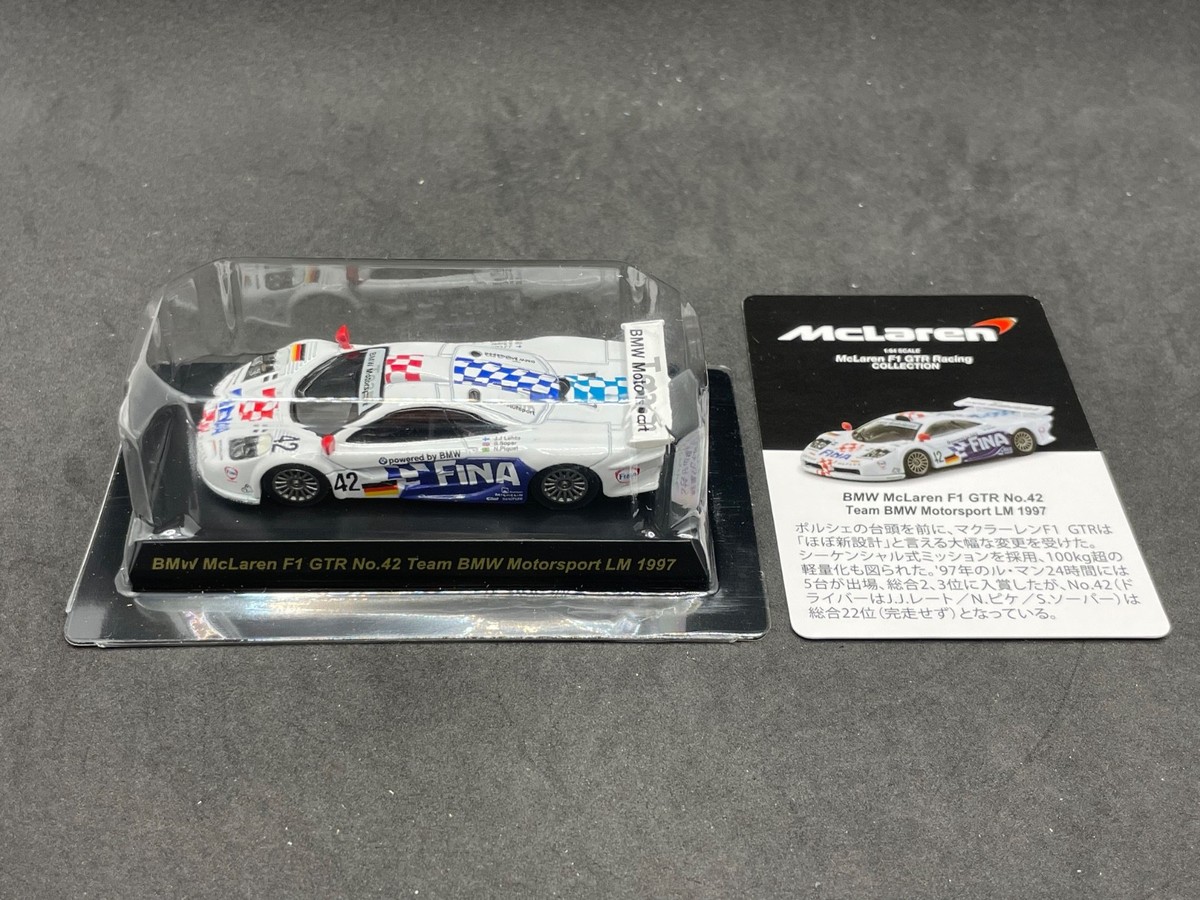 BMW Motorsport
BMW Motorsport
42
J.J.Lehto
S.Soper
N.Piquet
powered by BMW
42
FINA
FINA
BMW McLaren F1 GTR No.42 Team BMW Motorsport LM 1997
McLaren
1:64 SCALE
McLaren F1 GTR Racing
COLLECTION
FINA
42
BMW McLaren F1 GTR No.42
Team BMW Motorsport LM 1997
ポルシェの台頭を前に、マクラーレンF1 GTRは
「ほぼ新設計」と言える大幅な変更を受けた。
シーケンシャル式ミッションを採用、100kg超の
軽量化も図られた。'97年のル・マン24時間には
5台が出場、総合2、3位に入賞したが、No.42（ド
ライバーはJ.J.レート／N.ピケ／S.ソーパー）は
総合22位（完走せず）となっている。